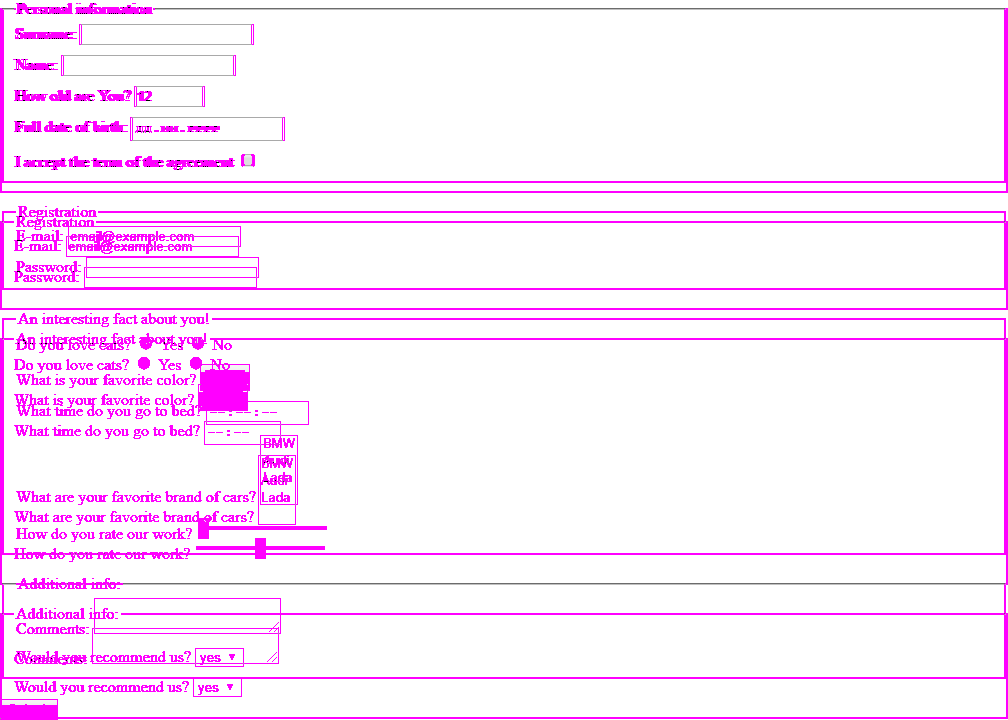 Personal information
Surname:
Name:
How old are You? 12
Full date of birth:
I accept the term of the agreement
Registration
Registration
E-mail: email@example.com
E-mail: email@example.com
Password:
Password:
An interesting fact about you!
An interesting fact about you!
Do you love cats? Yes No
Do you love cats? Yes No
What is your favorite color?
What is your favorite color?
What time do you go to bed? -- : -- : --
What time do you go to bed? -- : --
BMW
BMW
Audi
Lada
Lada
What are your favorite brand of cars?
What are your favorite brand of cars?
How do you rate our work?
How do you rate our work?
Additional info:
Additional info:
Comments:
Comments:
Would you recommend us? yes
Would you recommend us? yes